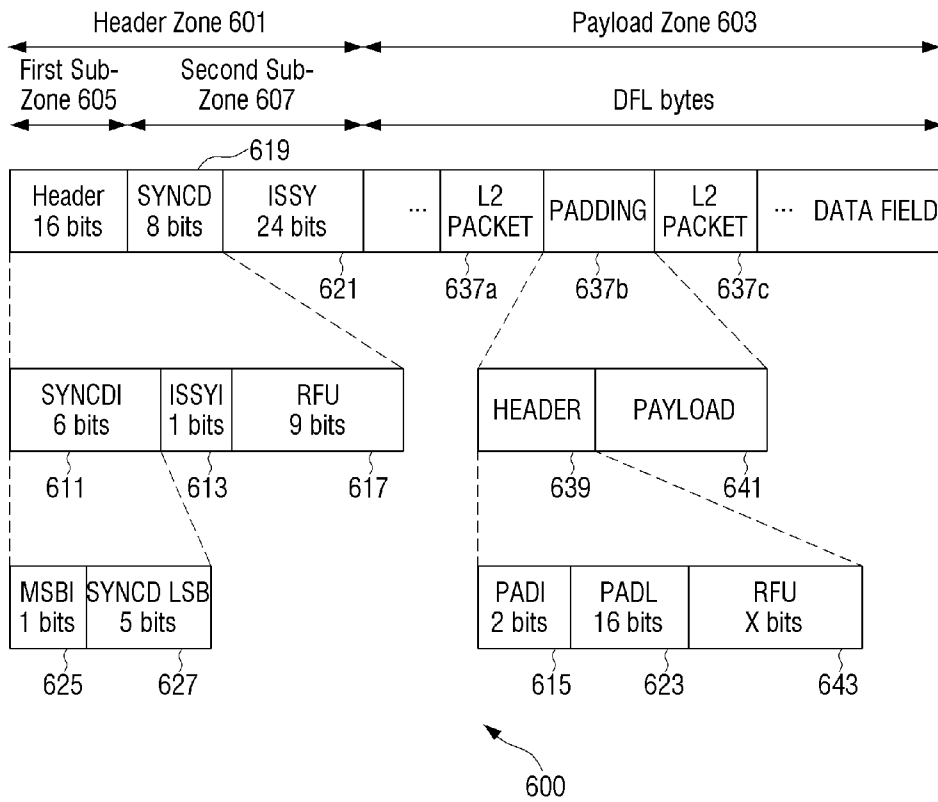 Header Zone 601
Payload Zone 603
First Sub-
Zone 605
Second Sub-
Zone 607
DFL bytes
619
Header
16 bits
SYNCD
8 bits
ISSY
24 bits
...
L2
PACKET
PADDING
L2
PACKET
... DATA FIELD
621
637a
637b
637c
SYNCDI
6 bits
ISSYI
1 bits
RFU
9 bits
HEADER
PAYLOAD
611
613
617
639
641
MSBI
1 bits
SYNCD LSB
5 bits
PADI
2 bits
PADL
16 bits
RFU
X bits
625
627
615
623
643
600